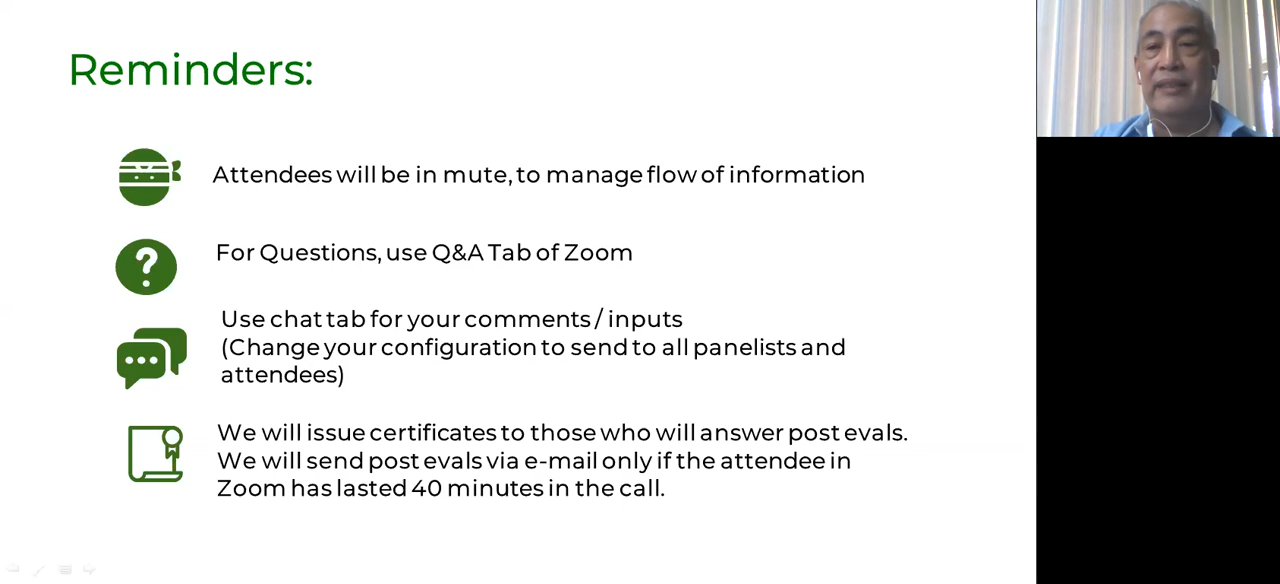 Reminders:
Attendees will be in mute, to manage flow of information
For Questions, use Q&A Tab of Zoom
Use chat tab for your comments / inputs
(Change your configuration to send to all panelists and
attendees)
We will issue certificates to those who will answer post evals.
We will send post evals via e-mail only if the attendee in
Zoom has lasted 40 minutes in the call.